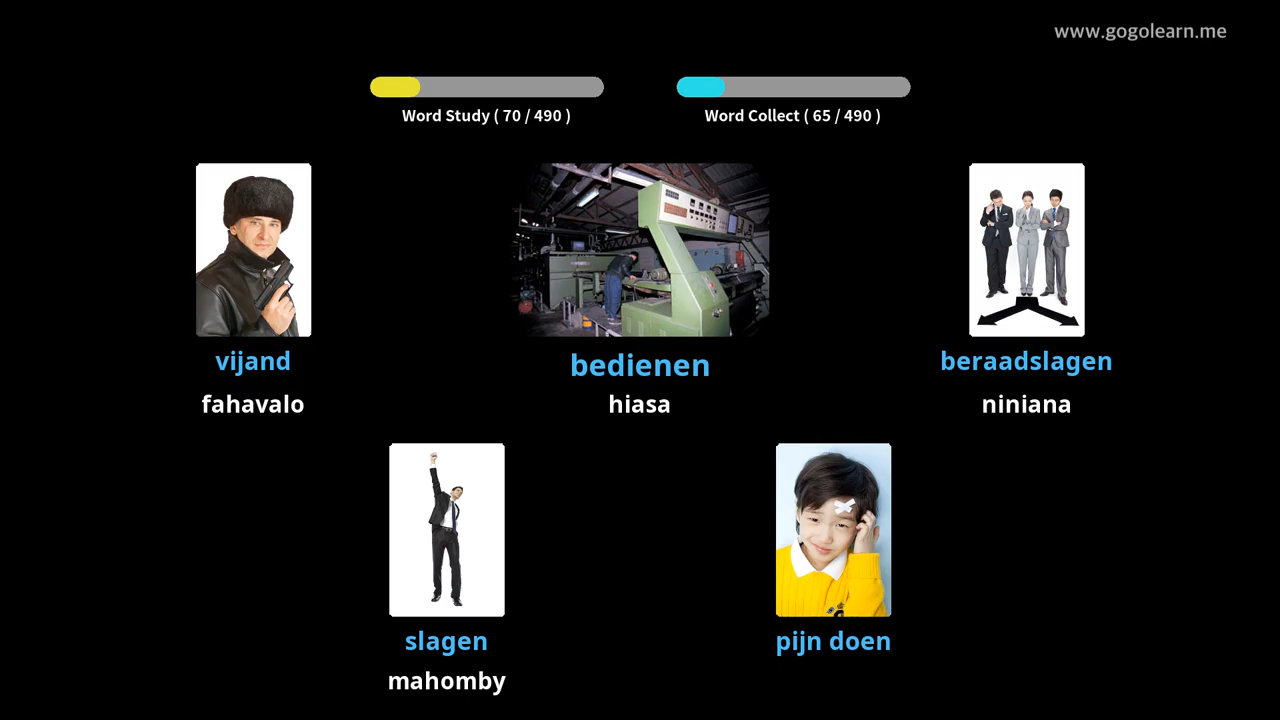 www.gogolearn.me
Word Study ( 70 / 490 )
Word Collect ( 65 / 490 )
vijand
fahavalo
bedienen
hiasa
beraadslagen
niniana
slagen
mahomby
pijn doen